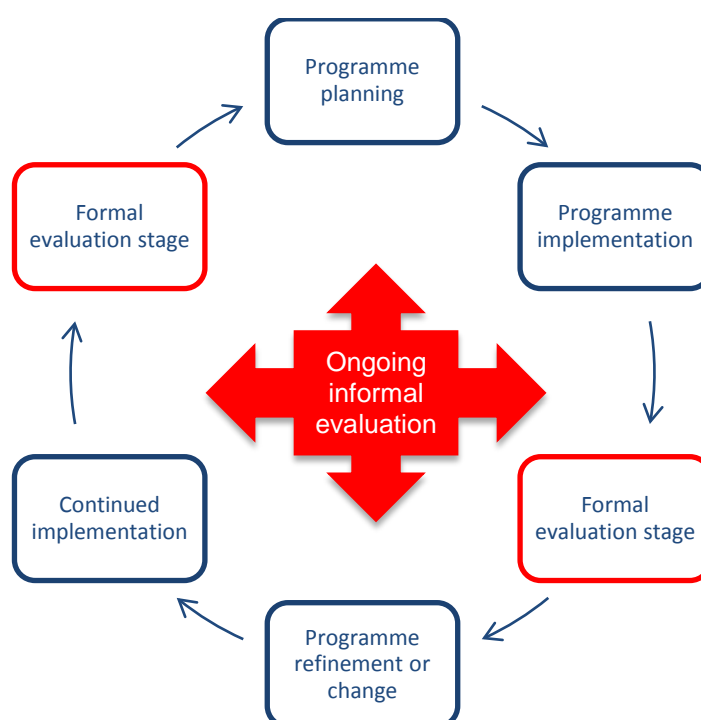 Programme
planning
Programme
implementation
Formal
evaluation stage
Programme
refinement or
change
Continued
implementation
Formal
evaluation stage
Ongoing
informal
evaluation